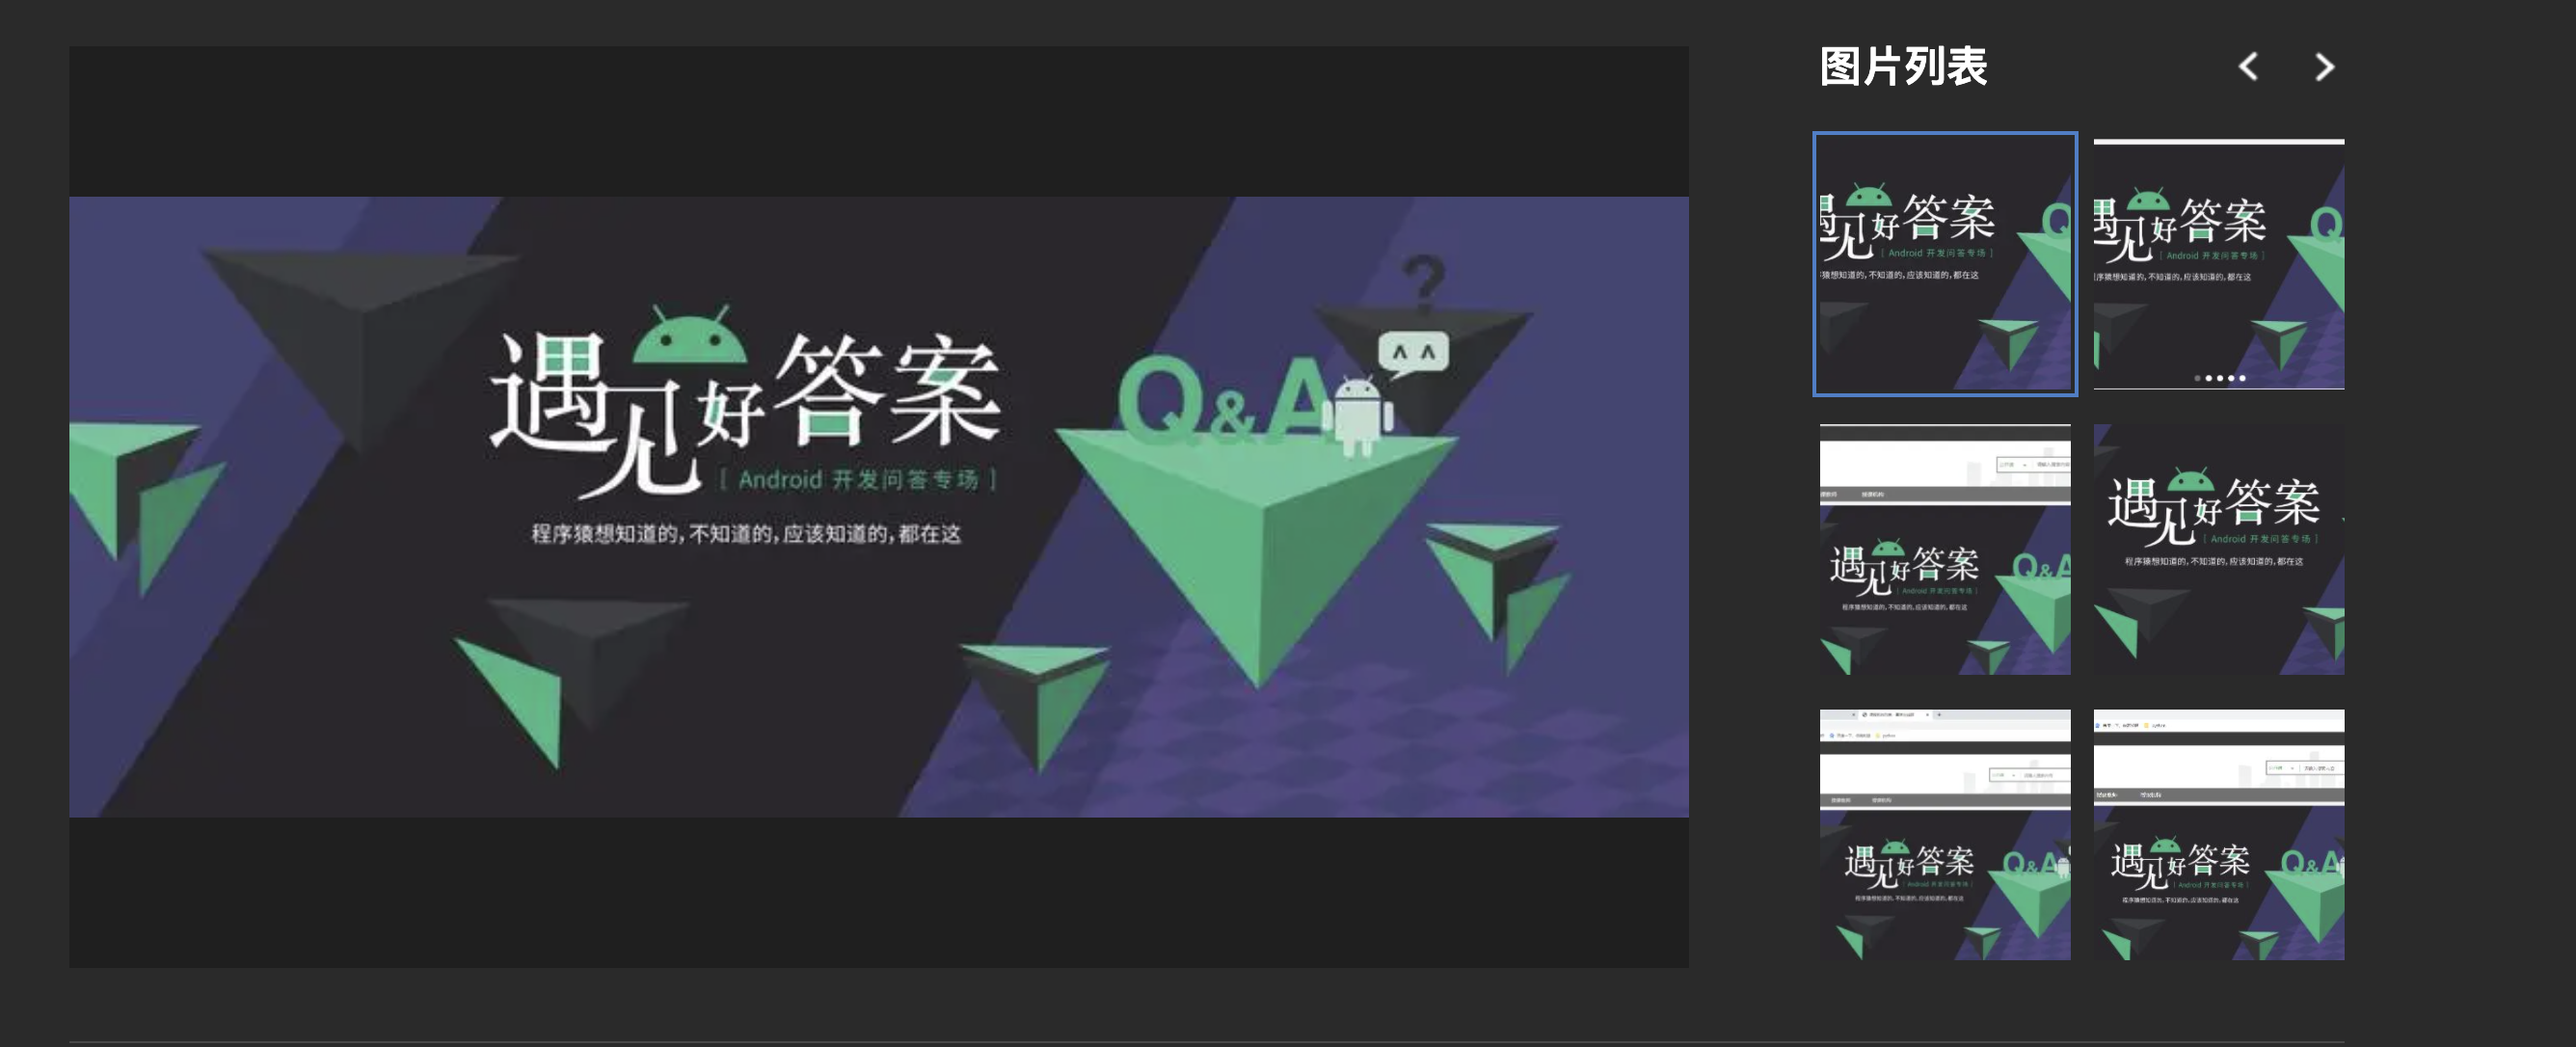 图片列表
遇见好答案
[ Android 开发问答专场 ]
程序猿想知道的,不知道的,应该知道的,都在这
?
Q&A
遇见好答案
Q
[ Android 开发问答专场 ]
猿想知道的,不知道的,应该知道的,都在这
遇见好答案
Q
[ Android 开发问答专场 ]
序猿想知道的,不知道的,应该知道的,都在这
遇见好答案
Q&A
[ Android 开发问答专场 ]
程序猿想知道的,不知道的,应该知道的,都在这
遇见好答案
[ Android 开发问答专场 ]
程序猿想知道的,不知道的,应该知道的,都在这
python
遇见好答案
Q&A
[ Android 开发问答专场 ]
程序猿想知道的,不知道的,应该知道的,都在这
python
遇见好答案
Q&A
[ Android 开发问答专场 ]
程序猿想知道的,不知道的,应该知道的,都在这